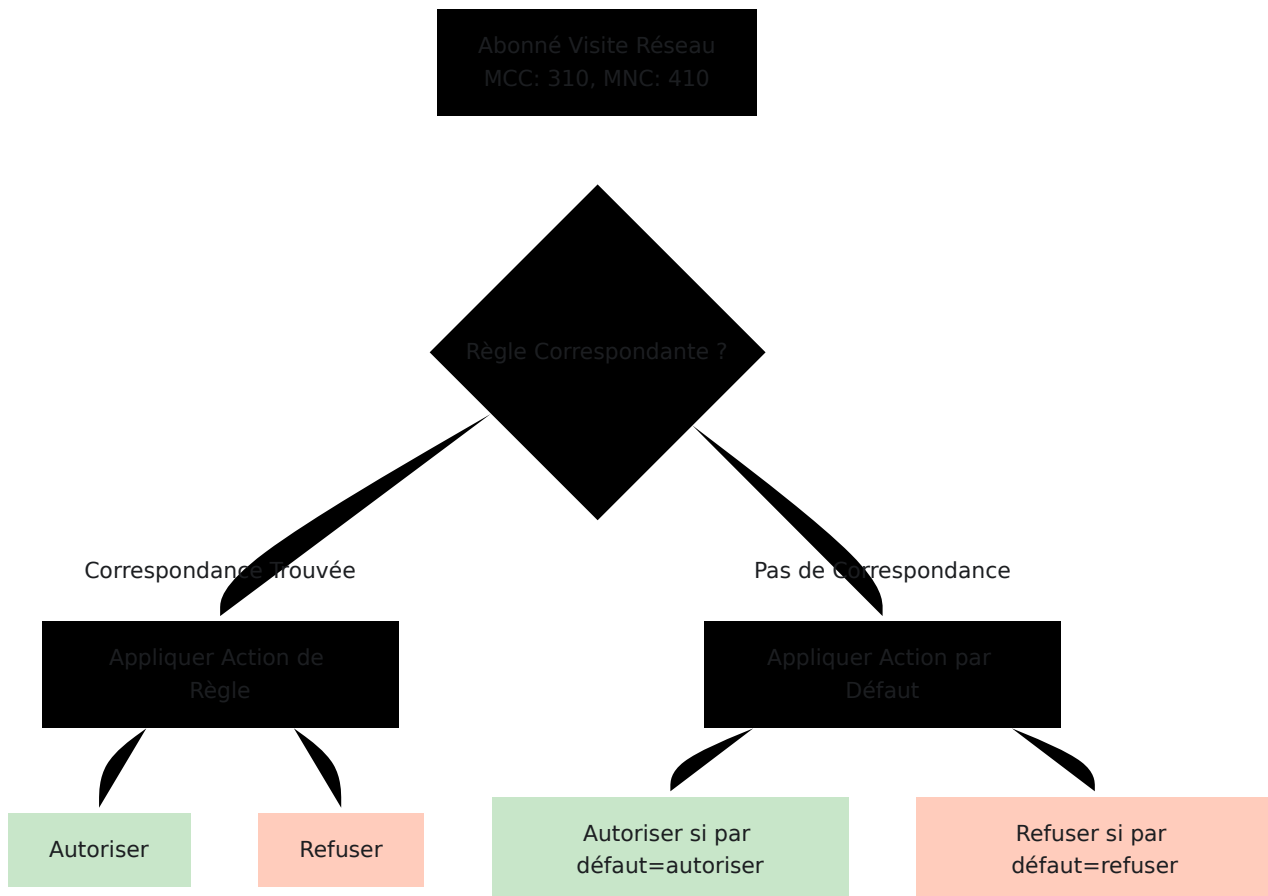 Abonné Visite Réseau
MCC: 310, MNC: 410
Règle Correspondante ?
Correspondance Trouvée
Pas de Correspondance
Appliquer Action de
Règle
Appliquer Action par
Défaut
Autoriser
Refuser
Autoriser si par
défaut=autoriser
Refuser si par
défaut=refuser